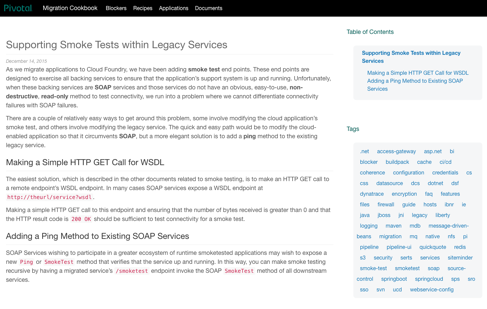 Pivotal Migration Cookbook Blockers Recipes Applications Documents
Supporting Smoke Tests within Legacy Services
December 14, 2015
As we migrate applications to Cloud Foundry, we have been adding smoke test end points. These end points are
designed to exercise all backing services to ensure that the application's support system is up and running. Unfortunately,
when these backing services are SOAP services and those services do not have an obvious, easy-to-use, non-
destructive, read-only method to test connectivity, we run into a problem where we cannot differentiate connectivity
failures with SOAP failures.
There are a couple of relatively easy ways to get around this problem, some involve modifying the cloud application's
smoke test, and others involve modifying the legacy service. The quick and easy path would be to modify the cloud-
enabled application so that it circumvents SOAP, but a more elegant solution is to add a ping method to the existing
legacy service.
Making a Simple HTTP GET Call for WSDL
The easiest solution, which is described in the other documents related to smoke testing, is to make an HTTP GET call to
a remote endpoint's WSDL endpoint. In many cases SOAP services expose a WSDL endpoint at
http://theurl/service?wsdl.
Making a simple HTTP GET call to this endpoint and ensuring that the number of bytes received is greater than 0 and that
the HTTP result code is 200 OK should be sufficient to test connectivity for a smoke test.
Adding a Ping Method to Existing SOAP Services
SOAP Services wishing to participate in a greater ecosystem of runtime smoketested applications may wish to expose a
new Ping or SmokeTest method that verifies that the service up and running. In this way, you can make smoke testing
recursive by having a migrated service's /smoketest endpoint invoke the SOAP SmokeTest method of all downstream
services.
Table of Contents
Supporting Smoke Tests within Legacy
Services
Making a Simple HTTP GET Call for WSDL
Adding a Ping Method to Existing SOAP
Services
Tags
.net access-gateway asp.net bi
blocker buildpack cache ci/cd
coherence configuration credentials cs
css datasource dcs dotnet dsf
dynatrace encryption faq features
files firewall guide hosts ibnr ie
java jboss jni legacy liberty
logging maven mdb message-driven-
beans migration mq native nfs pi
pipeline pipeline-ui quickquote redis
s3 security serts services siteminder
smoke-test smoketest soap source-
control springboot springcloud sps sro
sso svn ucd webservice-config